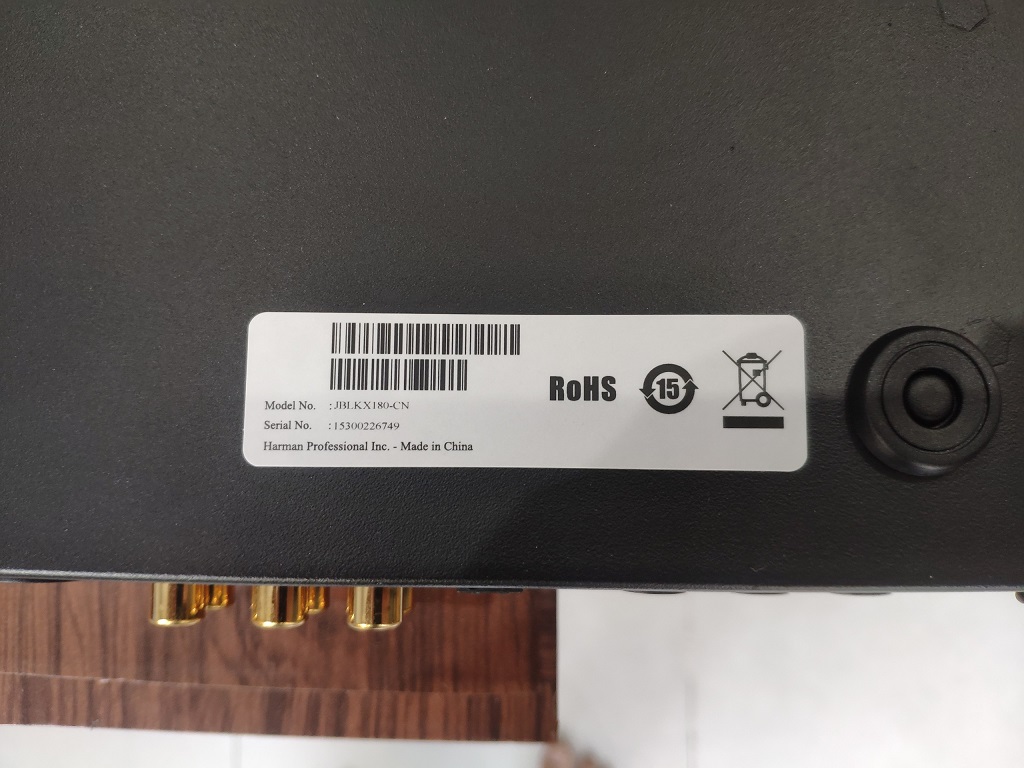 Model No. :JBLKX180-CN
Serial No. :15300226749
Harman Professional Inc. - Made in China
RoHS
15